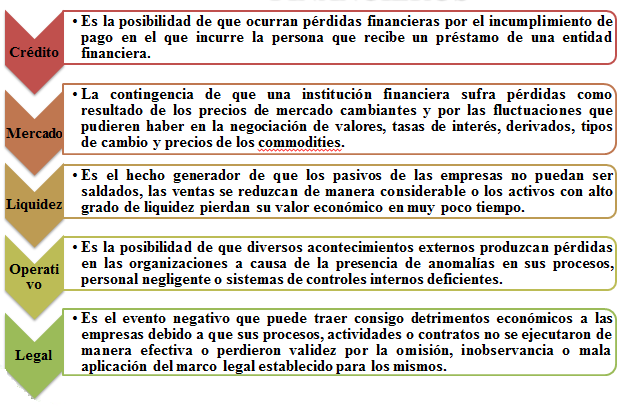 Crédito
• Es la posibilidad de que ocurran pérdidas financieras por el incumplimiento de
pago en el que incurre la persona que recibe un préstamo de una entidad
financiera.
Mercado
• La contingencia de que una institución financiera sufra pérdidas como
resultado de los precios de mercado cambiantes y por las fluctuaciones que
pudieren haber en la negociación de valores, tasas de interés, derivados, tipos
de cambio y precios de los commodities.
Liquidez
• Es el hecho generador de que los pasivos de las empresas no puedan ser
saldados, las ventas se reduzcan de manera considerable o los activos con alto
grado de liquidez pierdan su valor económico en muy poco tiempo.
Operati
vo
• Es la posibilidad de que diversos acontecimientos externos produzcan pérdidas
en las organizaciones a causa de la presencia de anomalías en sus procesos,
personal negligente o sistemas de controles internos deficientes.
Legal
• Es el evento negativo que puede traer consigo detrimentos económicos a las
empresas debido a que sus procesos, actividades o contratos no se ejecutaron de
manera efectiva o perdieron validez por la omisión, inobservancia o mala
aplicación del marco legal establecido para los mismos.